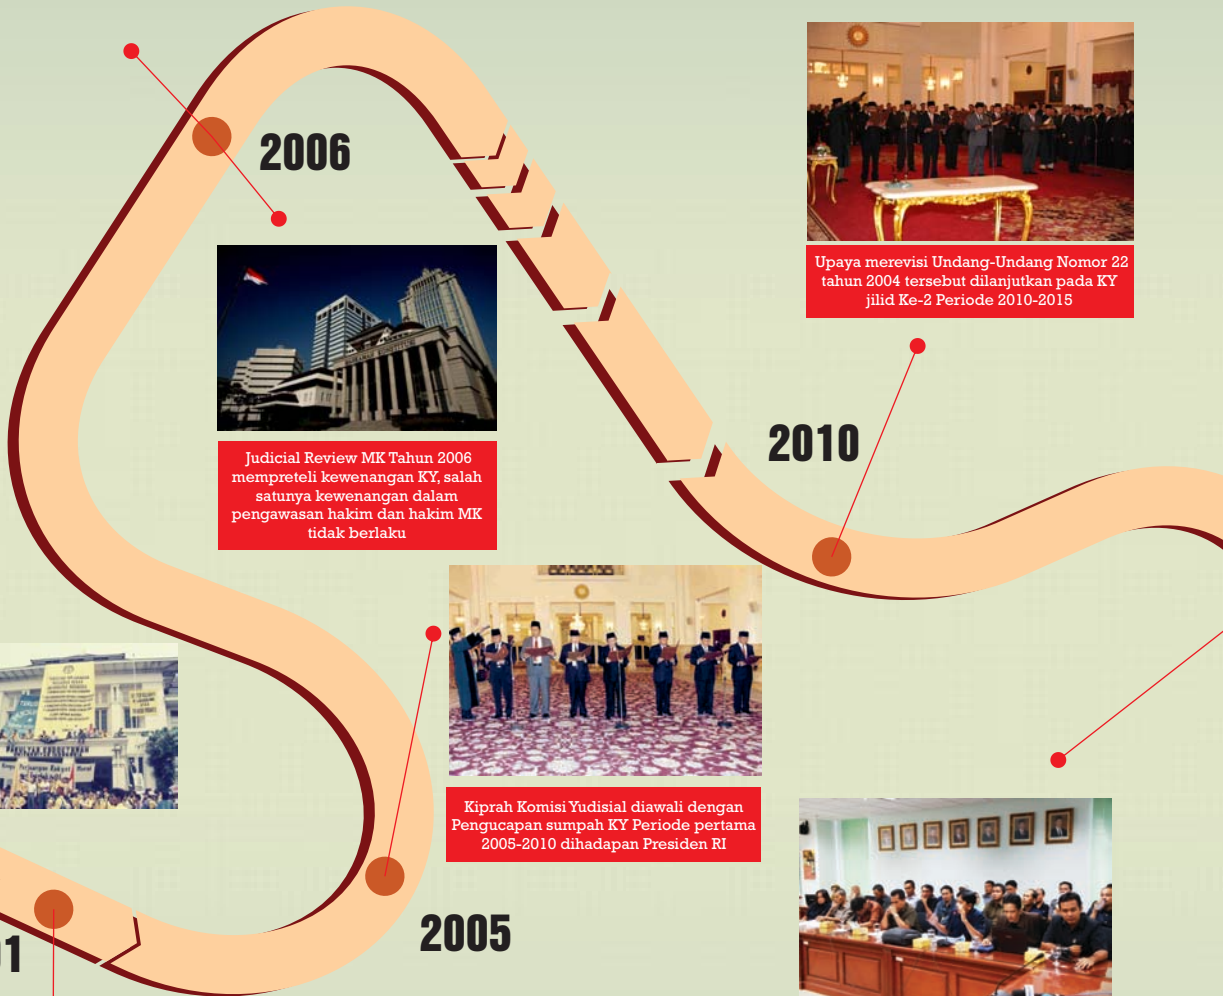 2006
Upaya merevisi Undang-Undang Nomor 22
tahun 2004 tersebut dilanjutkan pada KY
jilid Ke-2 Periode 2010-2015
2010
Judicial Review MK Tahun 2006
mempreteli kewenangan KY, salah
satunya kewenangan dalam
pengawasan hakim dan hakim MK
tidak berlaku
Kiprah Komisi Yudisial diawali dengan
Pengucapan sumpah KY Periode pertama
2005-2010 dihadapan Presiden RI
FAKULTAS KEDOKTERAN
2005